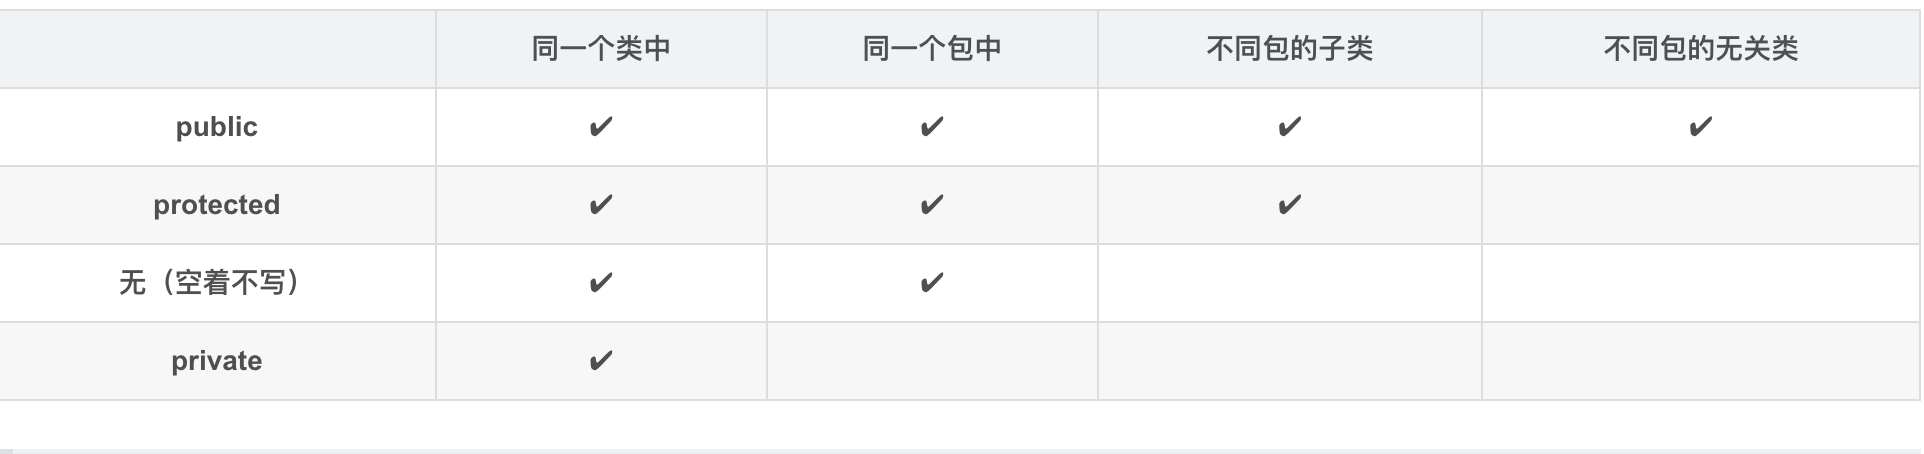 同一个类中 同一个包中 不同包的子类 不同包的无关类
public ✔ ✔ ✔ ✔
protected ✔ ✔ ✔
无（空着不写） ✔ ✔
private ✔